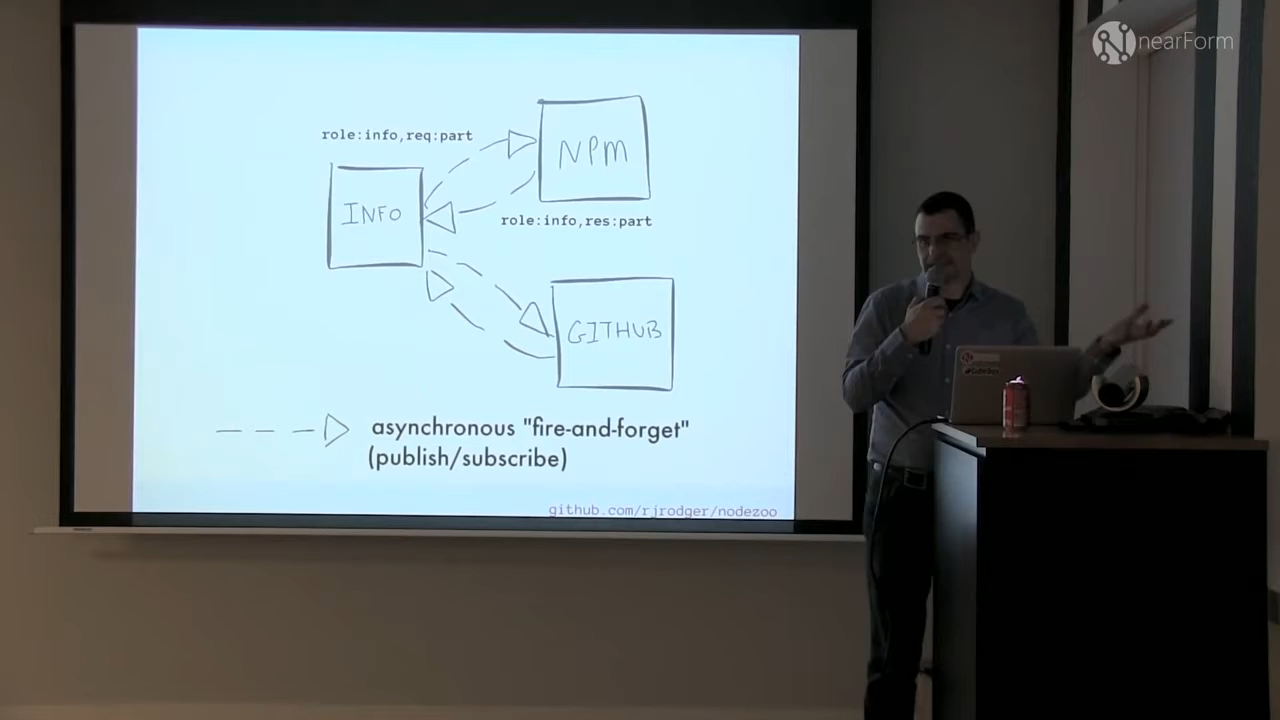 nearForm
role:info,req:part
NPM
INFO
role:info,res:part
GITHUB
asynchronous "fire-and-forget"
(publish/subscribe)
github.com/rjrodger/nodezoo